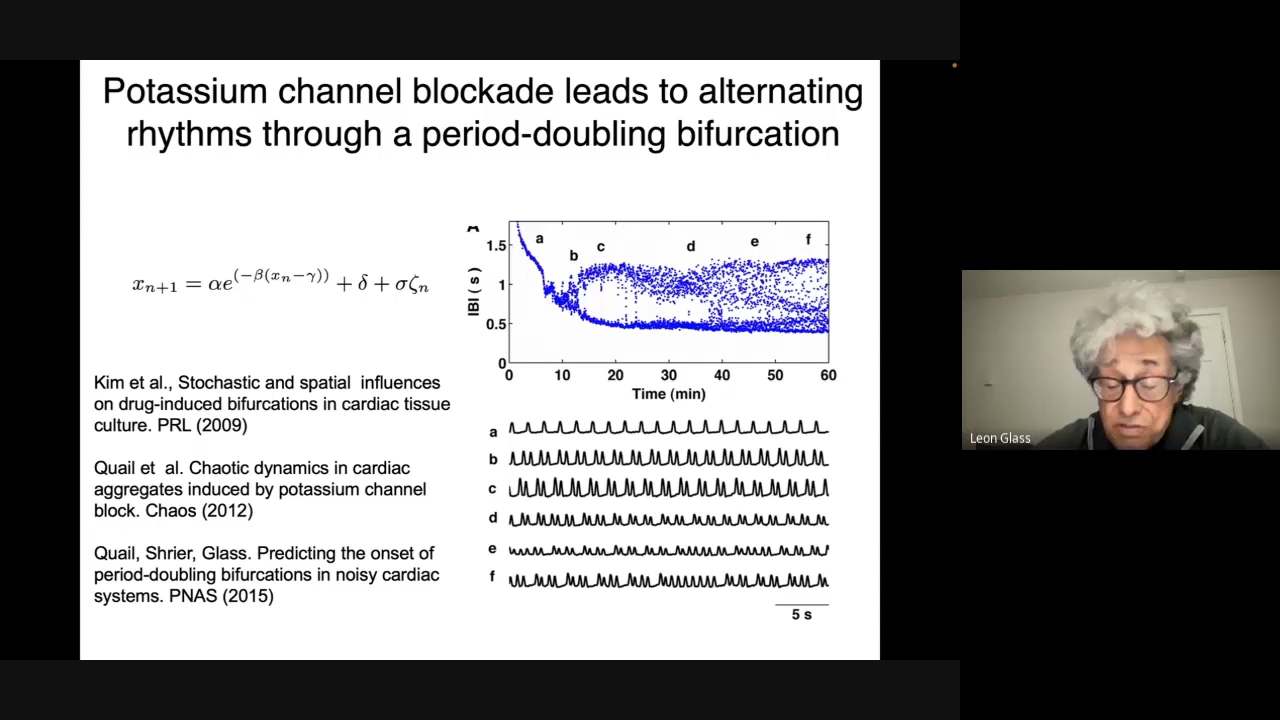 Potassium channel blockade leads to alternating
rhythms through a period-doubling bifurcation
x_{n+1} = αe^{(−β(x_n−γ))} + δ + σζ_n
Kim et al., Stochastic and spatial influences
on drug-induced bifurcations in cardiac tissue
culture. PRL (2009)
Quail et al. Chaotic dynamics in cardiac
aggregates induced by potassium channel
block. Chaos (2012)
Quail, Shrier, Glass. Predicting the onset of
period-doubling bifurcations in noisy cardiac
systems. PNAS (2015)
IBI ( s )
1.5
1
0.5
0
a b c d e f
0 10 20 30 40 50 60
Time (min)
a
b
c
d
e
f
5 s
Leon Glass